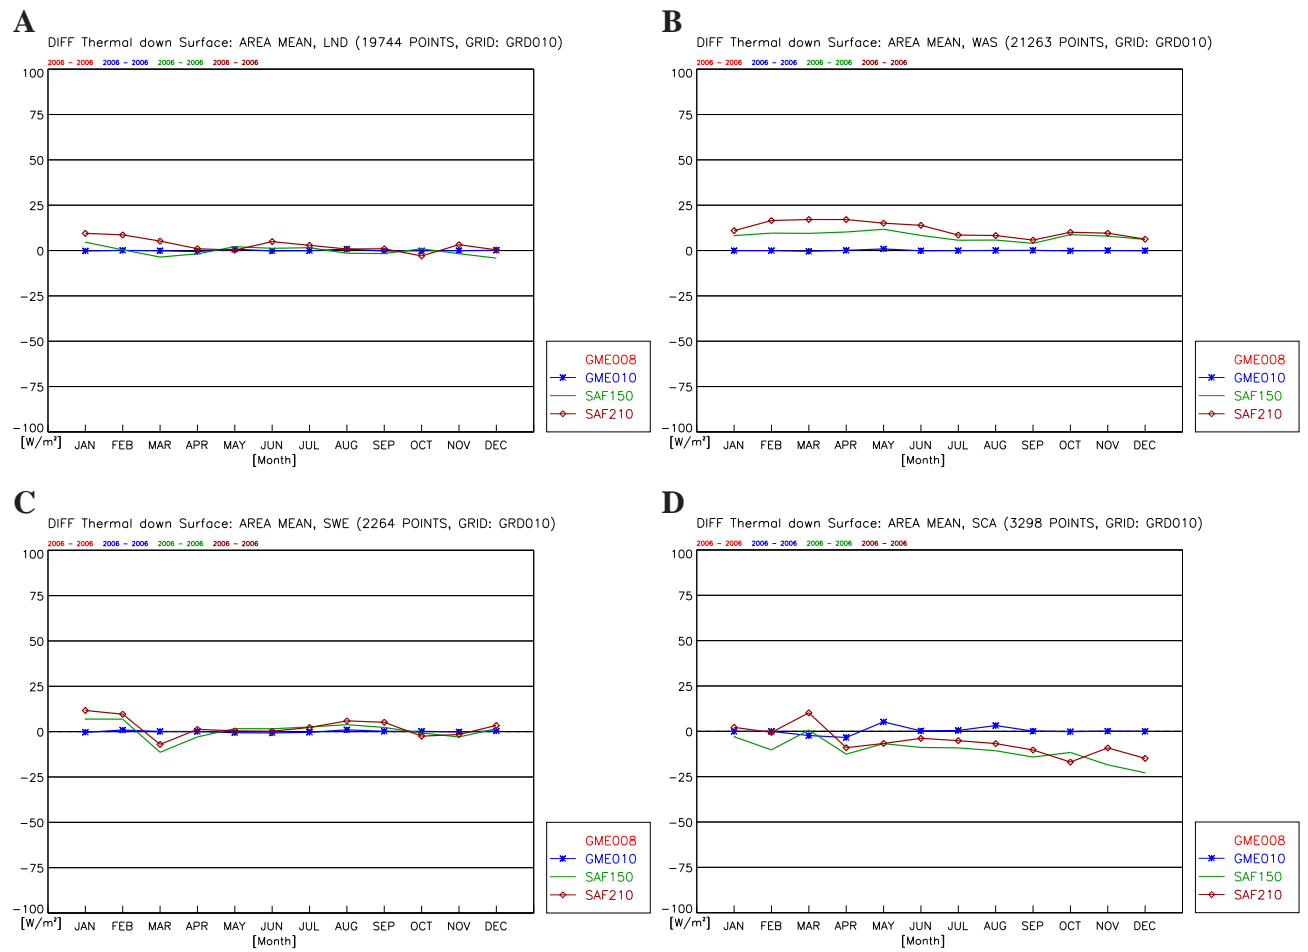 A
DIFF Thermal down Surface: AREA MEAN, LND (19744 POINTS, GRID: GRD010)
2006 - 2006 2006 - 2006 2006 - 2006 2006 - 2006
100
75
50
25
0
-25
-50
-75
-100
[W/m²]
JAN FEB MAR APR MAY JUN JUL AUG SEP OCT NOV DEC
[Month]
GME008
GME010
SAF150
SAF210
B
DIFF Thermal down Surface: AREA MEAN, WAS (21263 POINTS, GRID: GRD010)
2006 - 2006 2006 - 2006 2006 - 2006 2006 - 2006
100
75
50
25
0
-25
-50
-75
-100
[W/m²]
JAN FEB MAR APR MAY JUN JUL AUG SEP OCT NOV DEC
[Month]
GME008
GME010
SAF150
SAF210
C
DIFF Thermal down Surface: AREA MEAN, SWE (2264 POINTS, GRID: GRD010)
2006 - 2006 2006 - 2006 2006 - 2006 2006 - 2006
100
75
50
25
0
-25
-50
-75
-100
[W/m²]
JAN FEB MAR APR MAY JUN JUL AUG SEP OCT NOV DEC
[Month]
GME008
GME010
SAF150
SAF210
D
DIFF Thermal down Surface: AREA MEAN, SCA (3298 POINTS, GRID: GRD010)
2006 - 2006 2006 - 2006 2006 - 2006 2006 - 2006
100
75
50
25
0
-25
-50
-75
-100
[W/m²]
JAN FEB MAR APR MAY JUN JUL AUG SEP OCT NOV DEC
[Month]
GME008
GME010
SAF150
SAF210